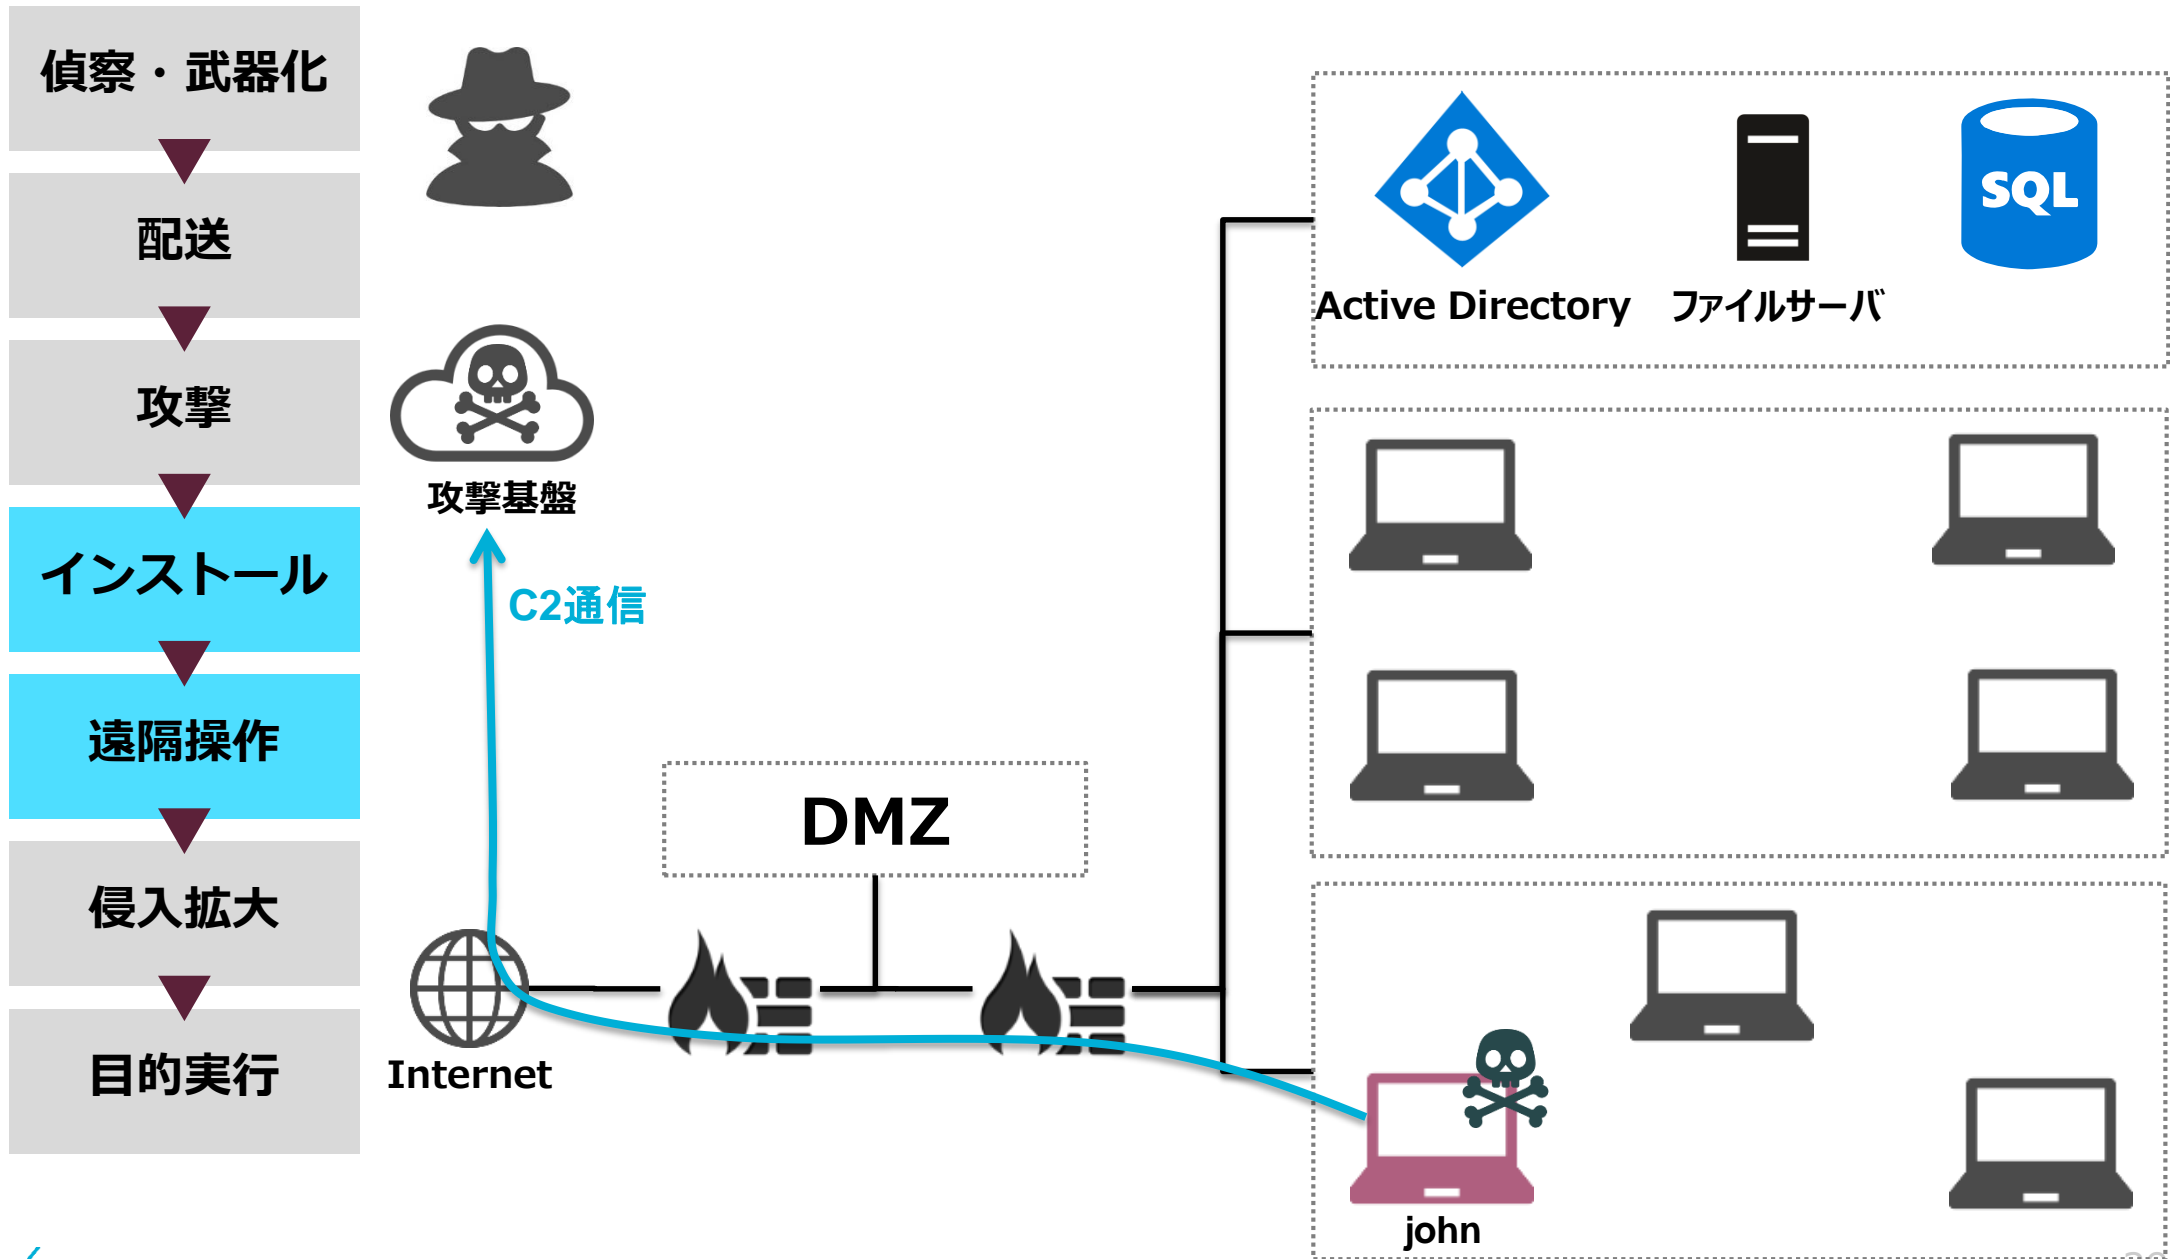 偵察・武器化
配送
攻撃
インストール
遠隔操作
侵入拡大
目的実行
攻撃基盤
C2通信
Internet
DMZ
Active Directory
ファイルサーバ
SQL
john